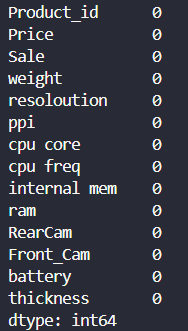 Product_id 0
Price 0
Sale 0
weight 0
resoloution 0
ppi 0
cpu core 0
cpu freq 0
internal mem 0
ram 0
RearCam 0
Front_Cam 0
battery 0
thickness 0
dtype: int64